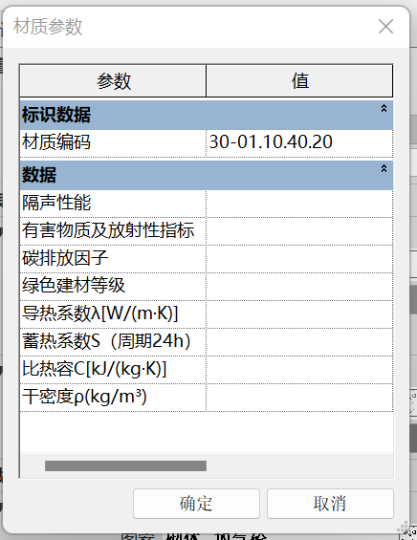 材质参数
参数 值
标识数据
材质编码 30-01.10.40.20
数据
隔声性能
有害物质及放射性指标
碳排放因子
绿色建材等级
导热系数λ[W/(m·K)]
蓄热系数S（周期24h）
比热容C[kJ/(kg·K)]
干密度ρ(kg/m³)
确定 取消